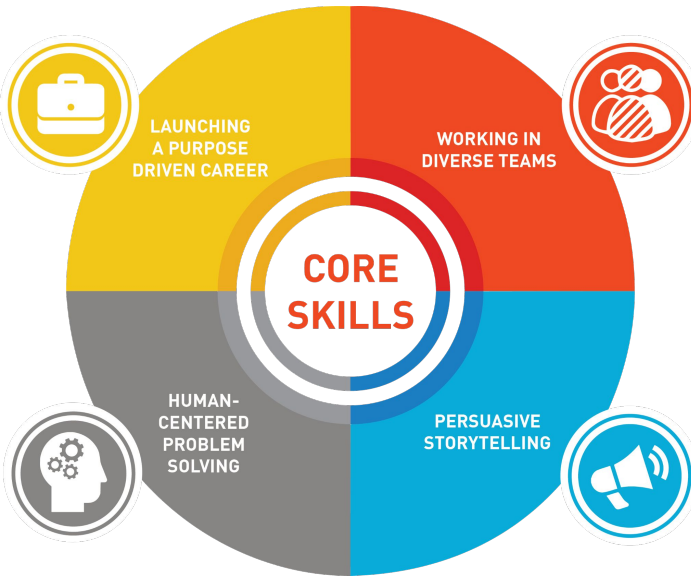 LAUNCHING
A PURPOSE
DRIVEN CAREER
WORKING IN
DIVERSE TEAMS
CORE
SKILLS
HUMAN-
CENTERED
PROBLEM
SOLVING
PERSUASIVE
STORYTELLING